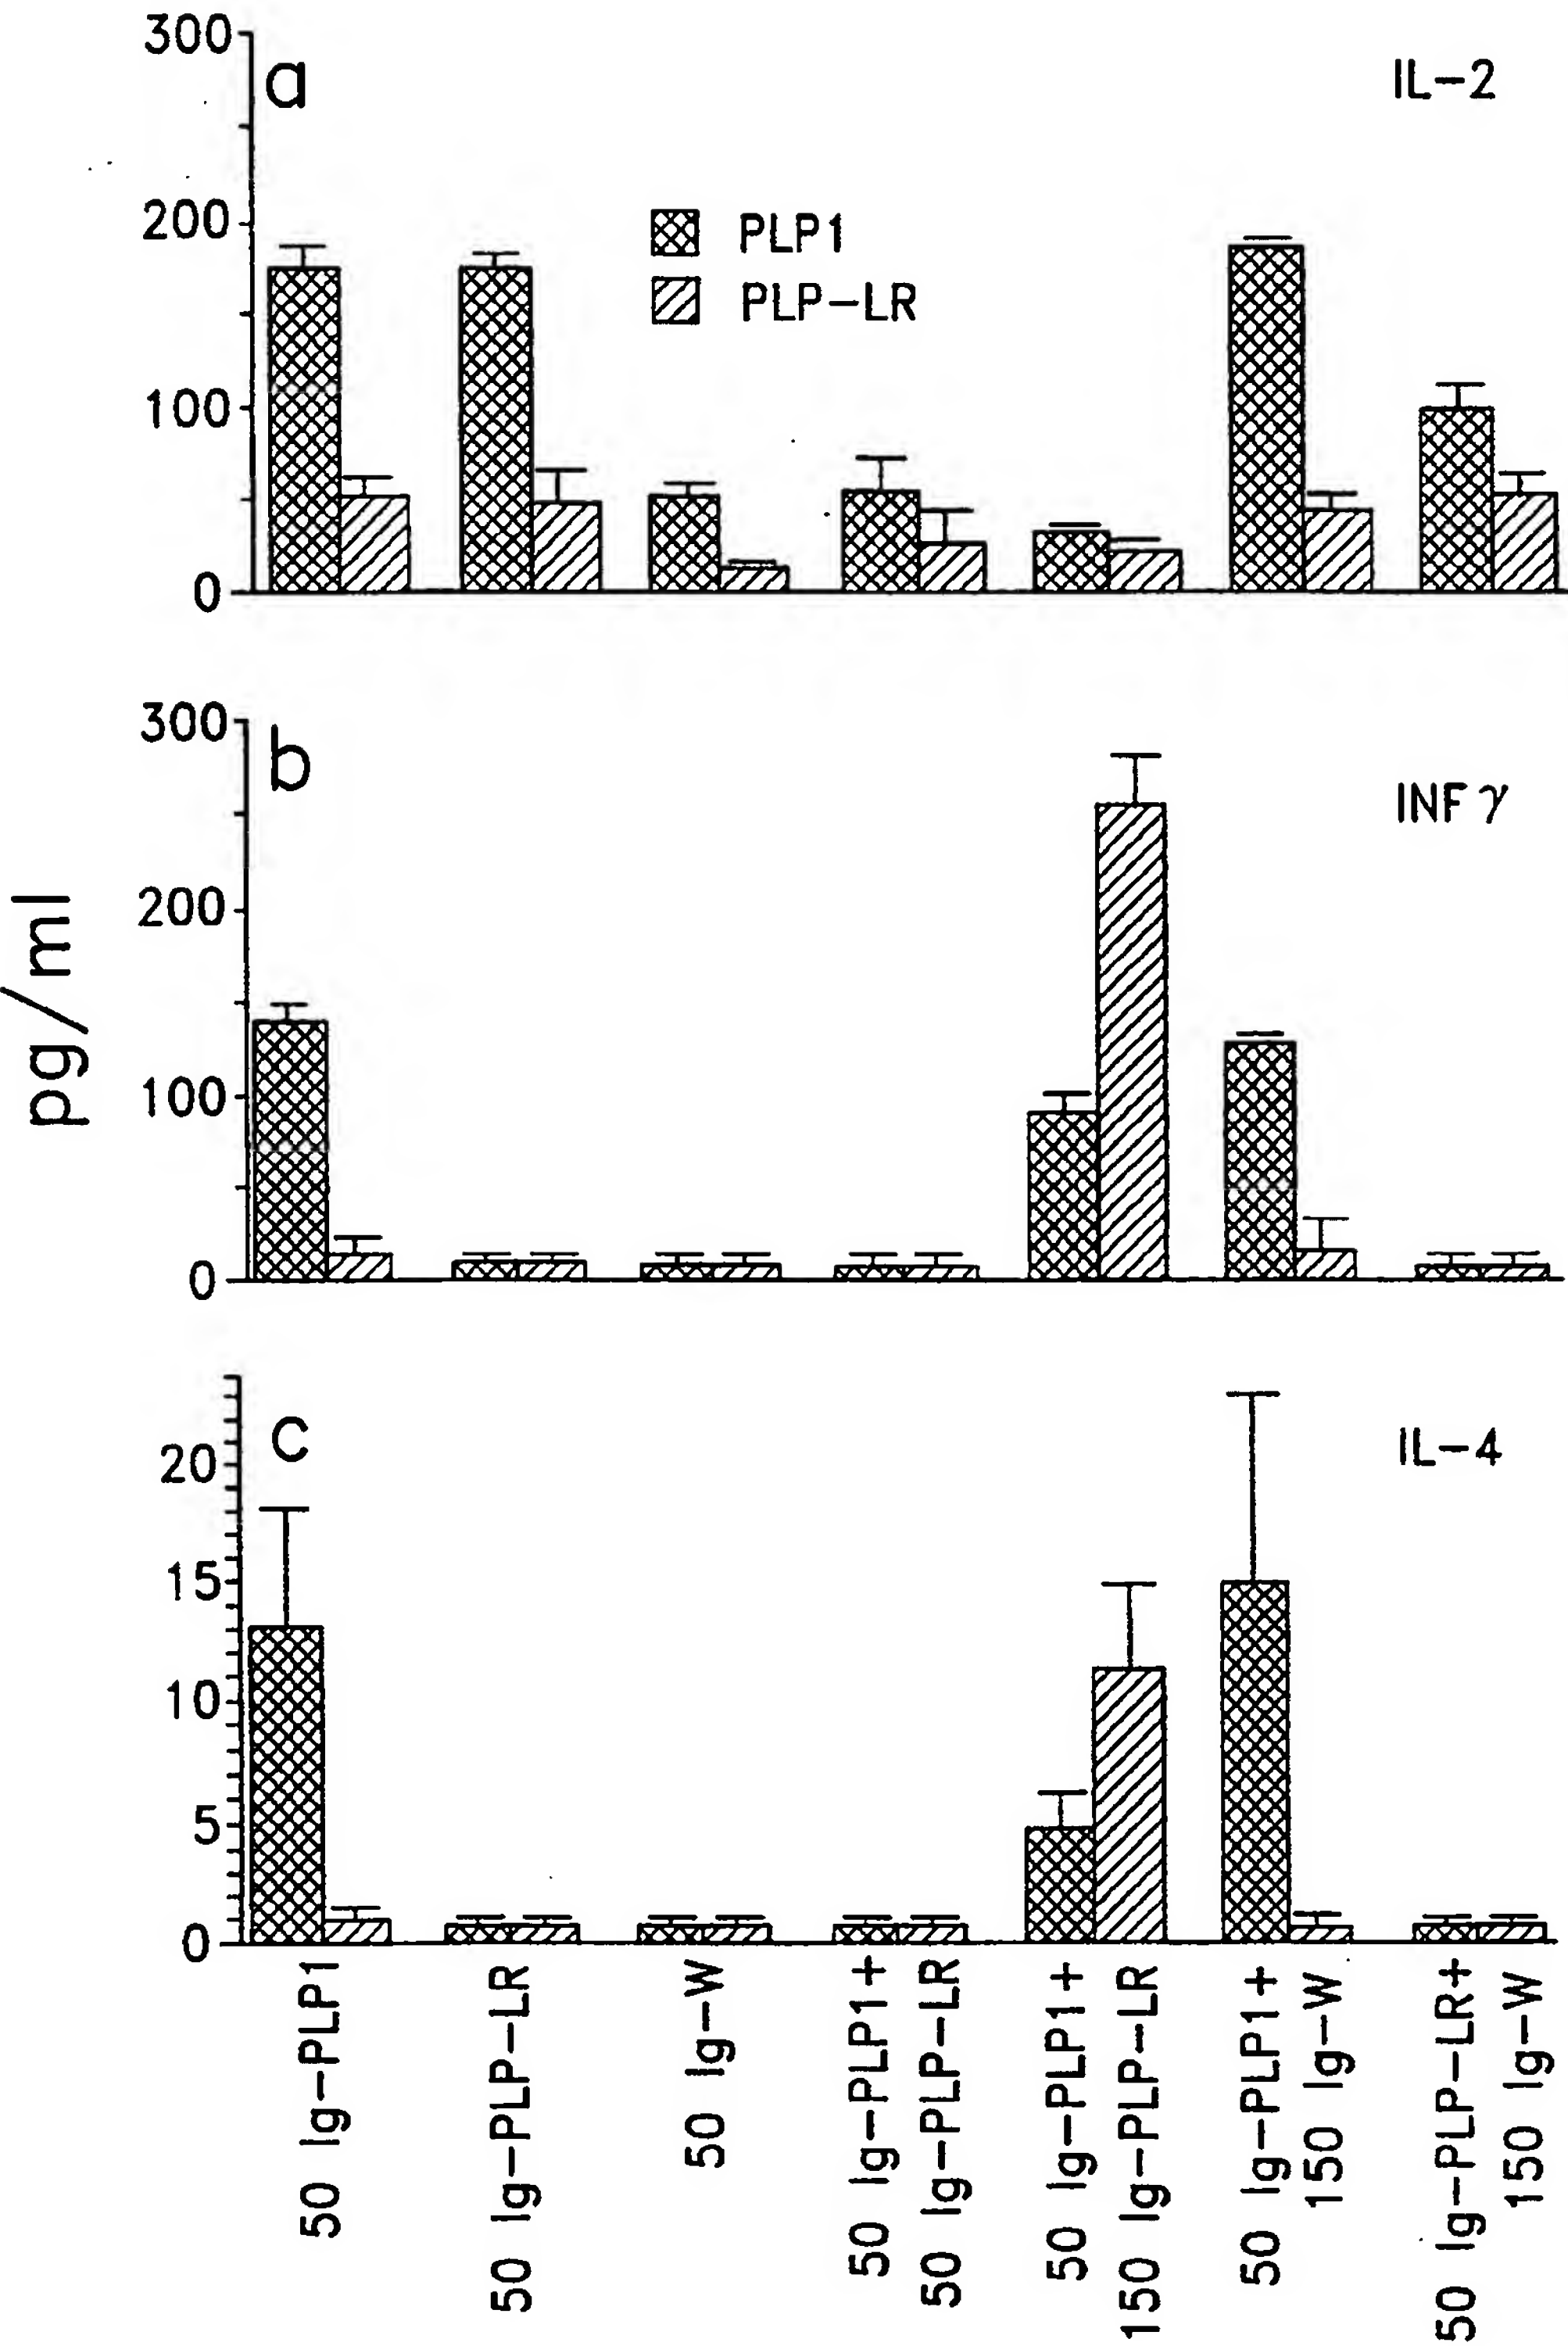 300
a
IL-2
200
PLP1
PLP-LR
100
0
300
b
INF γ
200
100
0
pg/ml
c
IL-4
20
15
10
5
0
50 Ig-PLP1
50 Ig-PLP-LR
50 Ig-W
50 Ig-PLP1+
50 Ig-PLP-LR
50 Ig-PLP1+
150 Ig-PLP-LR
50 Ig-PLP1+
150 Ig-W
50 Ig-PLP-LR+
150 Ig-W